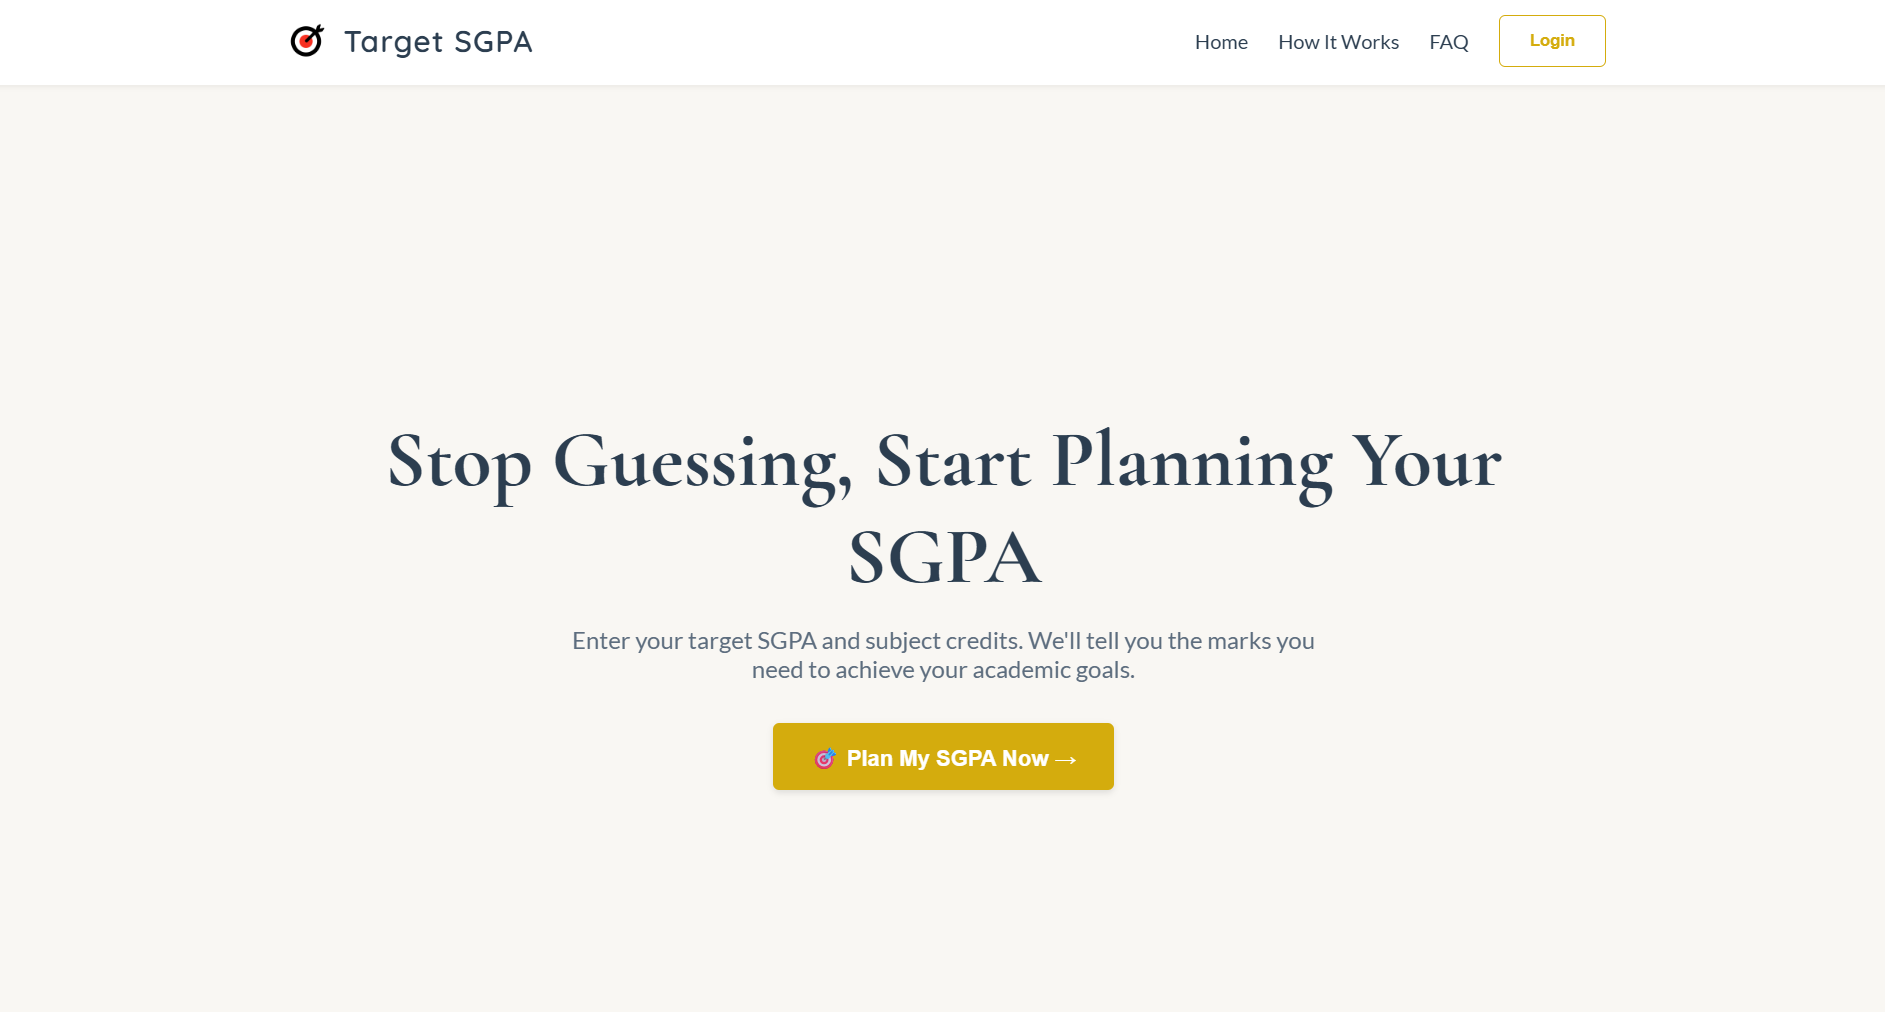 Target SGPA
Home
How It Works
FAQ
Login
Stop Guessing, Start Planning Your
SGPA
Enter your target SGPA and subject credits. We'll tell you the marks you
need to achieve your academic goals.
🎯 Plan My SGPA Now →